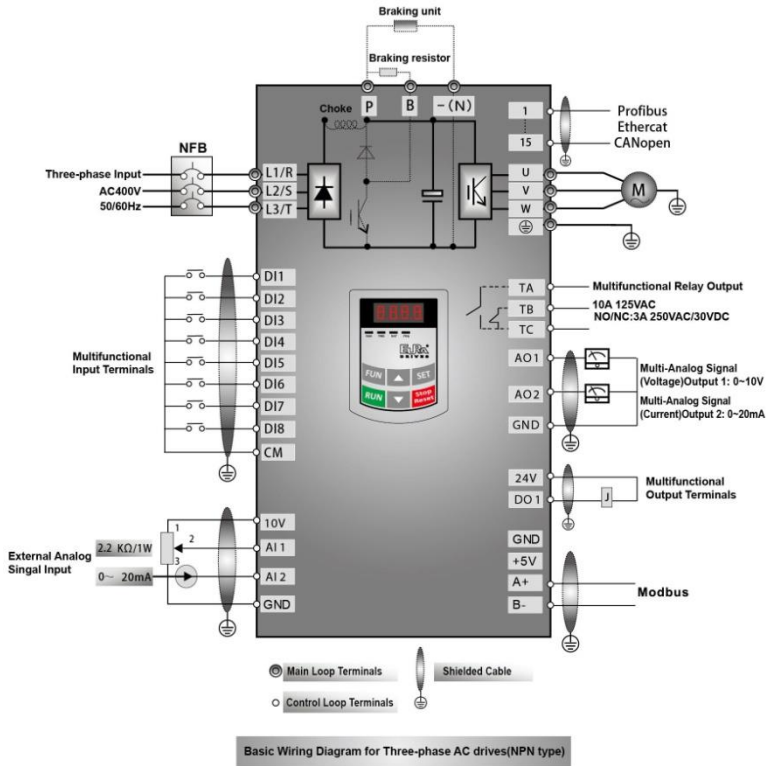 Braking unit
Braking resistor
P
B
-(N)
Choke
NFB
Three-phase Input
AC400V
50/60Hz
L1/R
L2/S
L3/T
1
15
Profibus
Ethercat
CANopen
U
V
W
M
DI1
DI2
DI3
DI4
DI5
DI6
DI7
DI8
CM
Multifunctional
Input Terminals
8.8.8.8.
DRIVES
FUN
SET
RUN
Stop
Reset
TA
TB
TC
Multifunctional Relay Output
10A 125VAC
NO/NC:3A 250VAC/30VDC
AO1
AO2
GND
Multi-Analog Signal
(Voltage)Output 1: 0~10V
Multi-Analog Signal
(Current)Output 2: 0~20mA
24V
DO1
J
Multifunctional
Output Terminals
10V
AI1
AI2
GND
1
2
3
2.2 KΩ/1W
0~ 20mA
External Analog
Singal Input
GND
+5V
A+
B-
Modbus
Main Loop Terminals
Control Loop Terminals
Shielded Cable
Basic Wiring Diagram for Three-phase AC drives(NPN type)